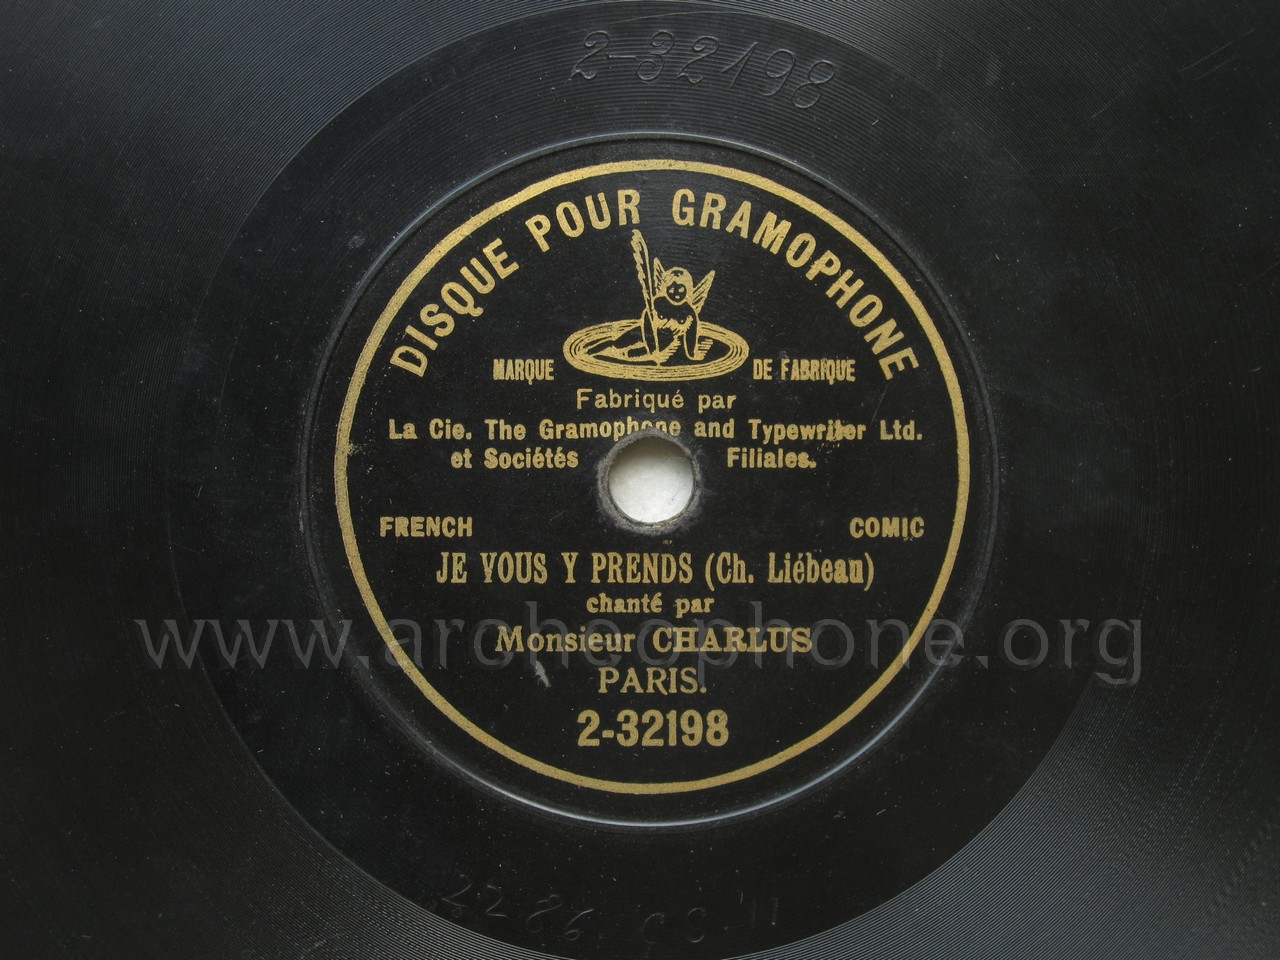 2-32198
DISQUE POUR GRAMOPHONE
MARQUE DE FABRIQUE
Fabriqué par
La Cie. The Gramophone and Typewriter Ltd.
et Sociétés Filiales.
FRENCH COMIC
JE VOUS Y PRENDS (Ch. Liébeau)
chanté par
www.archeophone.org
Monsieur CHARLUS
PARIS.
2-32198